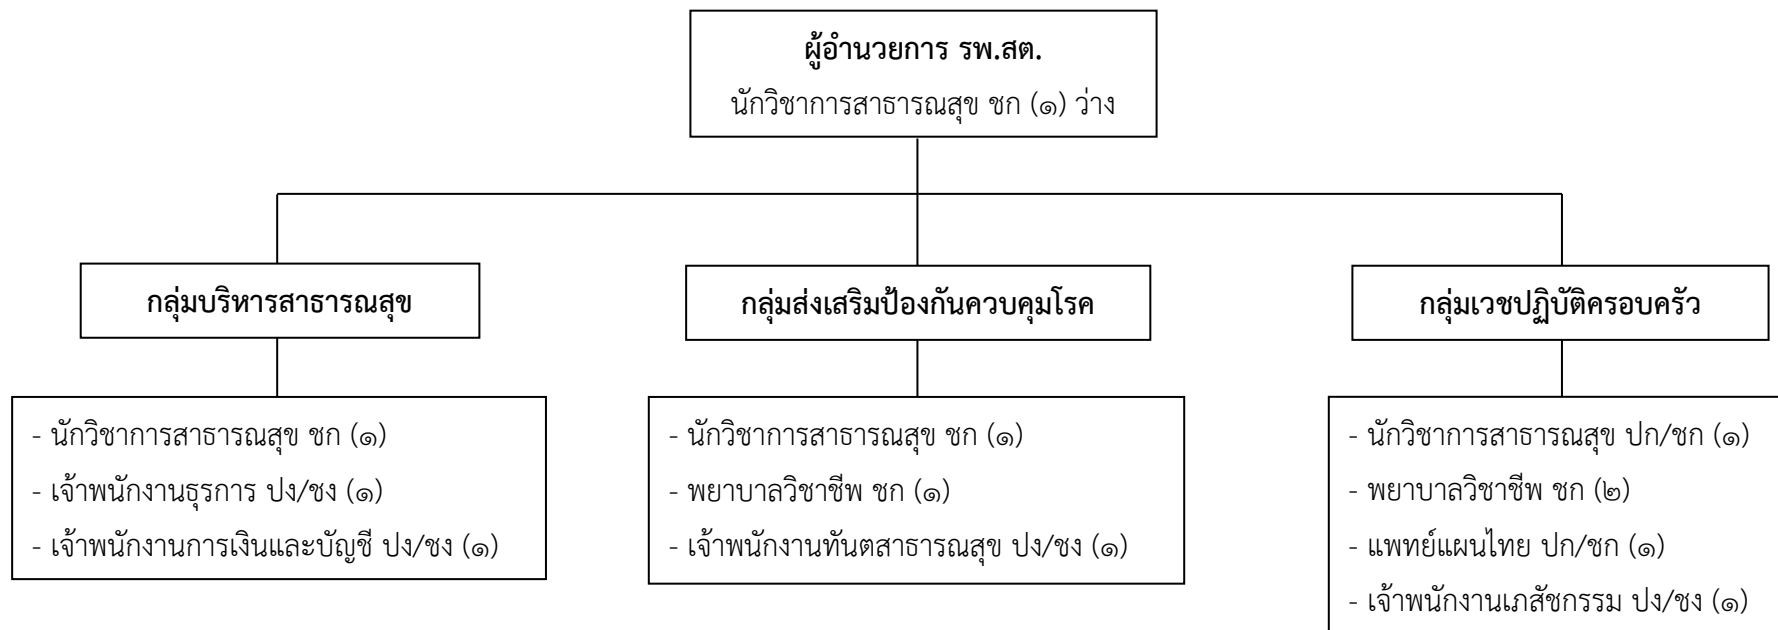 ผู้อำนวยการ รพ.สต.
นักวิชาการสาธารณสุข ชก (๑) ว่าง
กลุ่มบริหารสาธารณสุข
- นักวิชาการสาธารณสุข ชก (๑)
- เจ้าพนักงานธุรการ ปง/ชง (๑)
- เจ้าพนักงานการเงินและบัญชี ปง/ชง (๑)
กลุ่มส่งเสริมป้องกันควบคุมโรค
- นักวิชาการสาธารณสุข ชก (๑)
- พยาบาลวิชาชีพ ชก (๑)
- เจ้าพนักงานทันตสาธารณสุข ปง/ชง (๑)
กลุ่มเวชปฏิบัติครอบครัว
- นักวิชาการสาธารณสุข ปก/ชก (๑)
- พยาบาลวิชาชีพ ชก (๒)
- แพทย์แผนไทย ปก/ชก (๑)
- เจ้าพนักงานเภสัชกรรม ปง/ชง (๑)